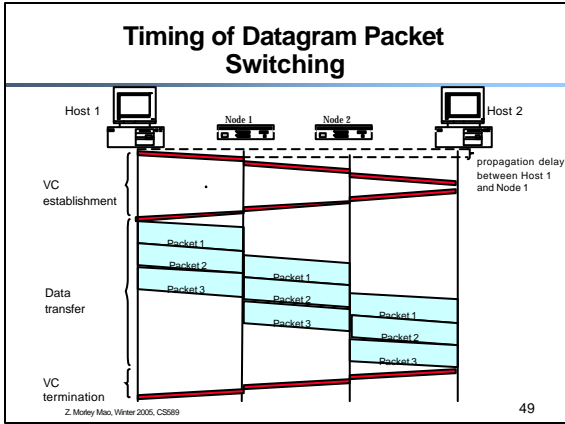 Timing of Datagram Packet
Switching
Host 1
Node 1
Node 2
Host 2
propagation delay
between Host 1
and Node 1
VC
establishment
Packet 1
Packet 2
Packet 3
Packet 1
Packet 2
Packet 3
Packet 1
Packet 2
Packet 3
Data
transfer
VC
termination
Z. Morley Mao, Winter 2005, CS589
49